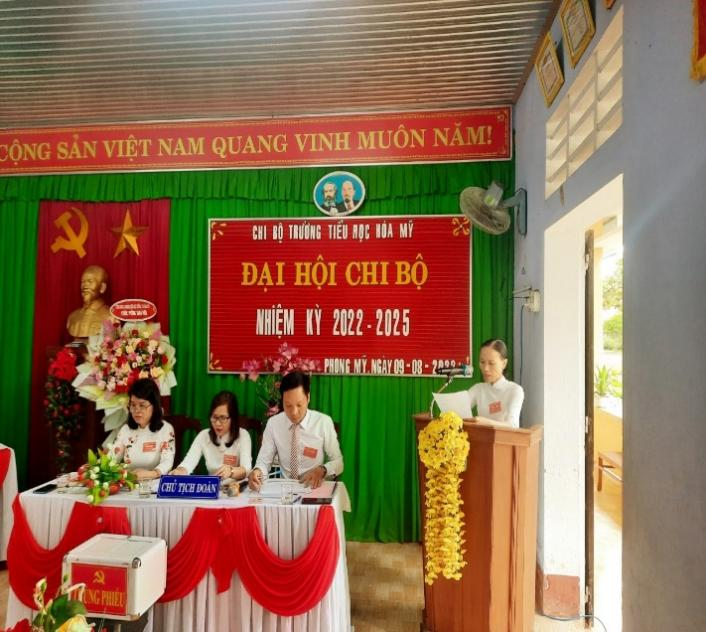 CỘNG SẢN VIỆT NAM QUANG VINH MUÔN NĂM!
CHI BỘ TRƯỜNG TIỂU HỌC HÒA MỸ
ĐẠI HỘI CHI BỘ
NHIỆM KỲ 2022 - 2025
PHONG MỸ, NGÀY 09 - 08 -
CHỦ TỊCH ĐOÀN
PHIẾU